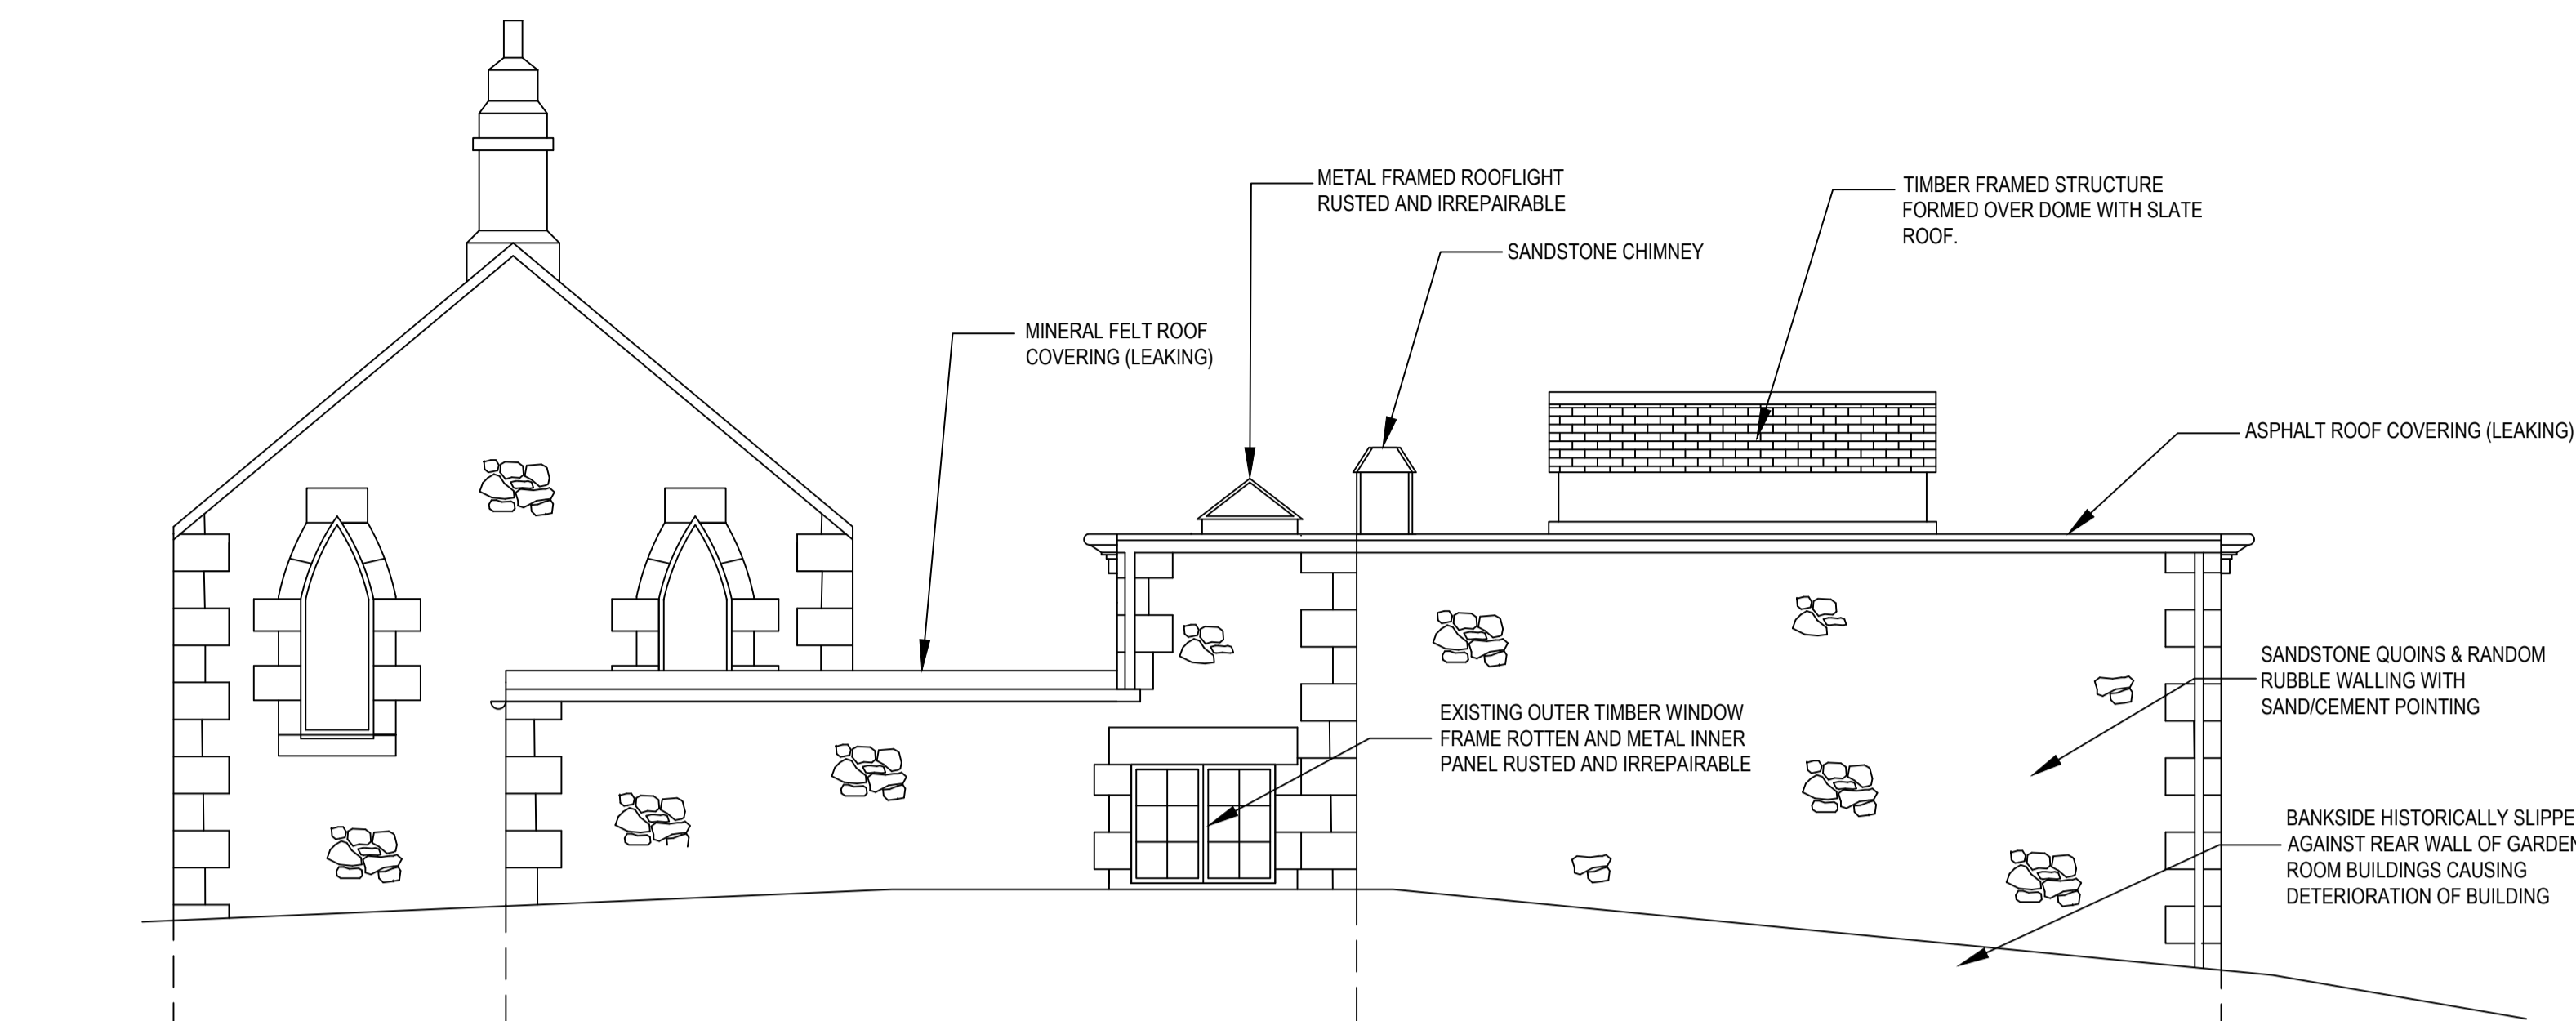 METAL FRAMED ROOFLIGHT
RUSTED AND IRREPAIRABLE
TIMBER FRAMED STRUCTURE
FORMED OVER DOME WITH SLATE
ROOF.
SANDSTONE CHIMNEY
MINERAL FELT ROOF
COVERING (LEAKING)
ASPHALT ROOF COVERING (LEAKING)
SANDSTONE QUOINS & RANDOM
RUBBLE WALLING WITH
SAND/CEMENT POINTING
EXISTING OUTER TIMBER WINDOW
FRAME ROTTEN AND METAL INNER
PANEL RUSTED AND IRREPAIRABLE
BANKSIDE HISTORICALLY SLIPPE
AGAINST REAR WALL OF GARDEN
ROOM BUILDINGS CAUSING
DETERIORATION OF BUILDING